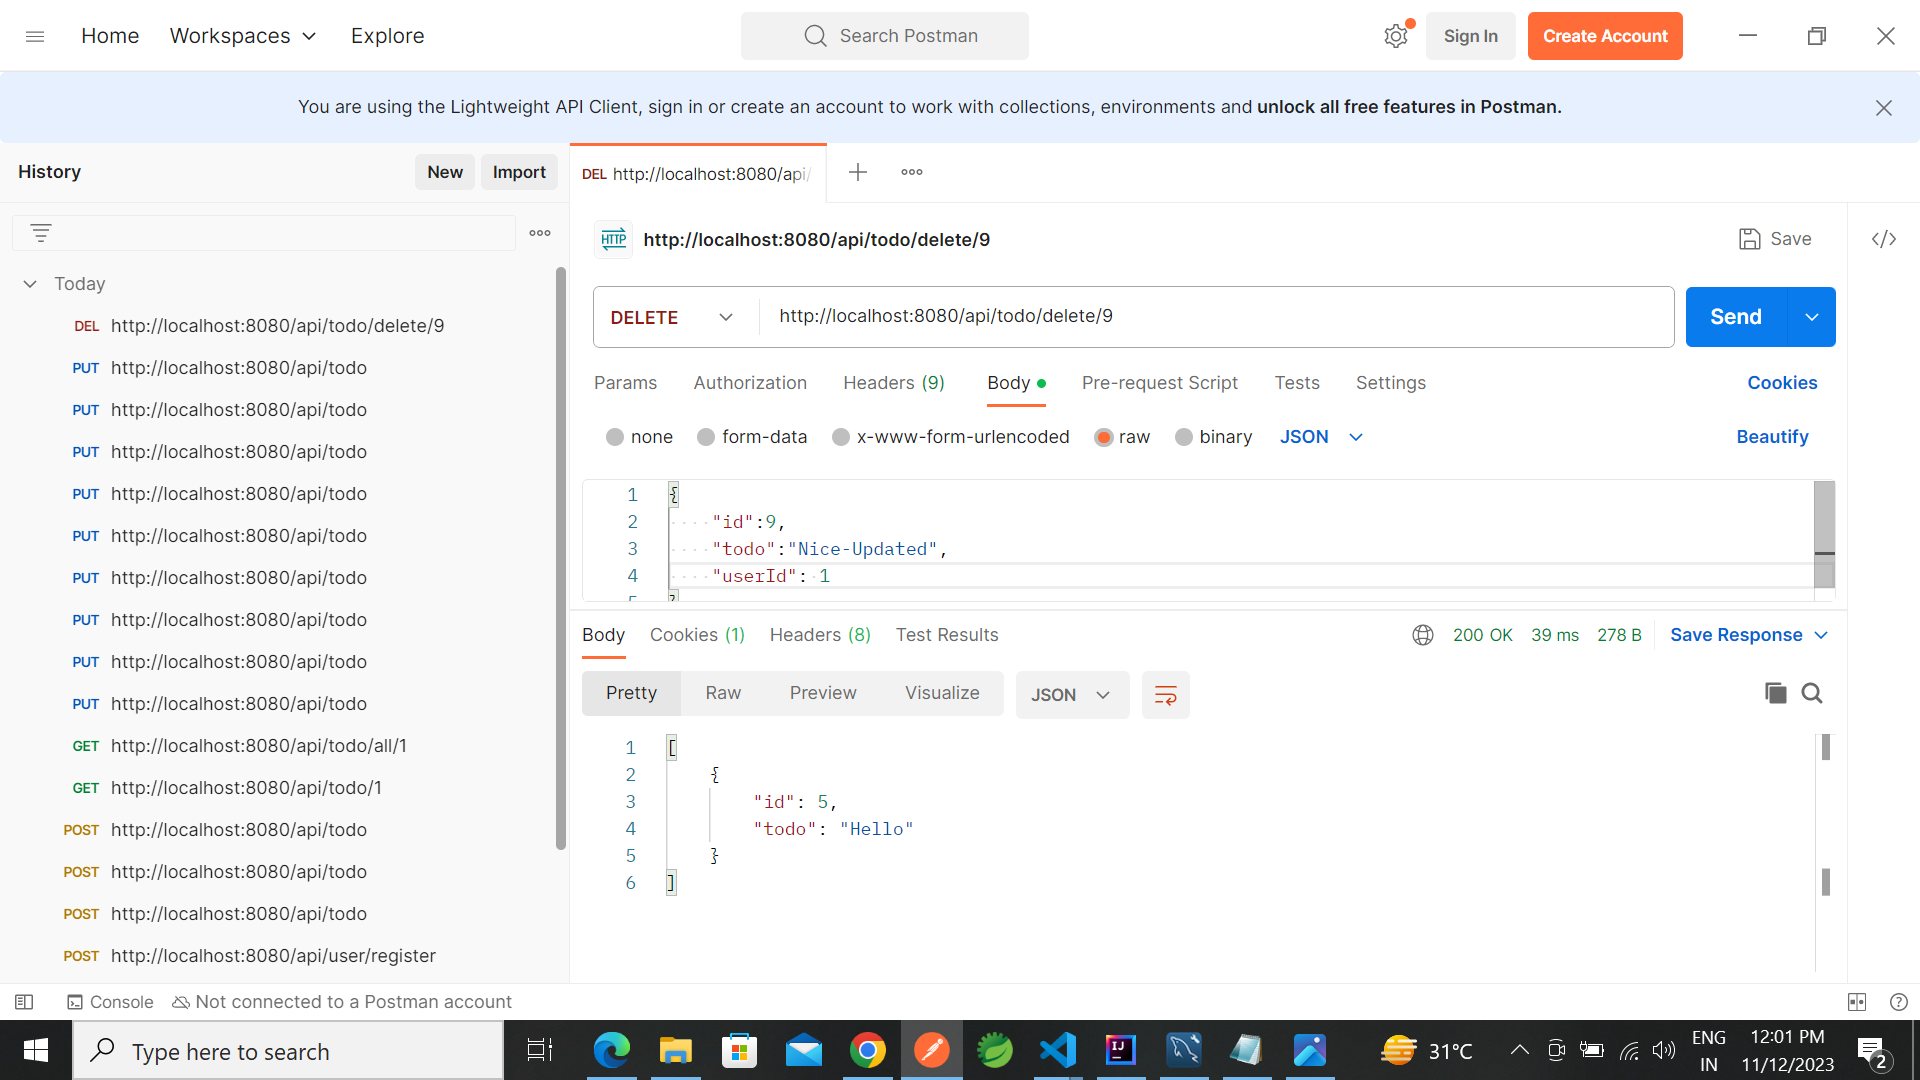 Home Workspaces Explore Search Postman Sign In Create Account
You are using the Lightweight API Client, sign in or create an account to work with collections, environments and unlock all free features in Postman.
History New Import
DEL http://localhost:8080/api/
HTTP http://localhost:8080/api/todo/delete/9 Save
Today
DEL http://localhost:8080/api/todo/delete/9
PUT http://localhost:8080/api/todo
PUT http://localhost:8080/api/todo
PUT http://localhost:8080/api/todo
PUT http://localhost:8080/api/todo
PUT http://localhost:8080/api/todo
PUT http://localhost:8080/api/todo
PUT http://localhost:8080/api/todo
PUT http://localhost:8080/api/todo
PUT http://localhost:8080/api/todo
GET http://localhost:8080/api/todo/all/1
GET http://localhost:8080/api/todo/1
POST http://localhost:8080/api/todo
POST http://localhost:8080/api/todo
POST http://localhost:8080/api/todo
POST http://localhost:8080/api/user/register
DELETE http://localhost:8080/api/todo/delete/9 Send
Params Authorization Headers (9) Body Pre-request Script Tests Settings Cookies
none form-data x-www-form-urlencoded raw binary JSON Beautify
1 {
2 "id":9,
3 "todo":"Nice-Updated",
4 "userId": 1
5 }
Body Cookies (1) Headers (8) Test Results 200 OK 39 ms 278 B Save Response
Pretty Raw Preview Visualize JSON
1 [
2 {
3 "id": 5,
4 "todo": "Hello"
5 }
6 ]
Console Not connected to a Postman account
Type here to search 31°C ENG IN 12:01 PM 11/12/2023 2